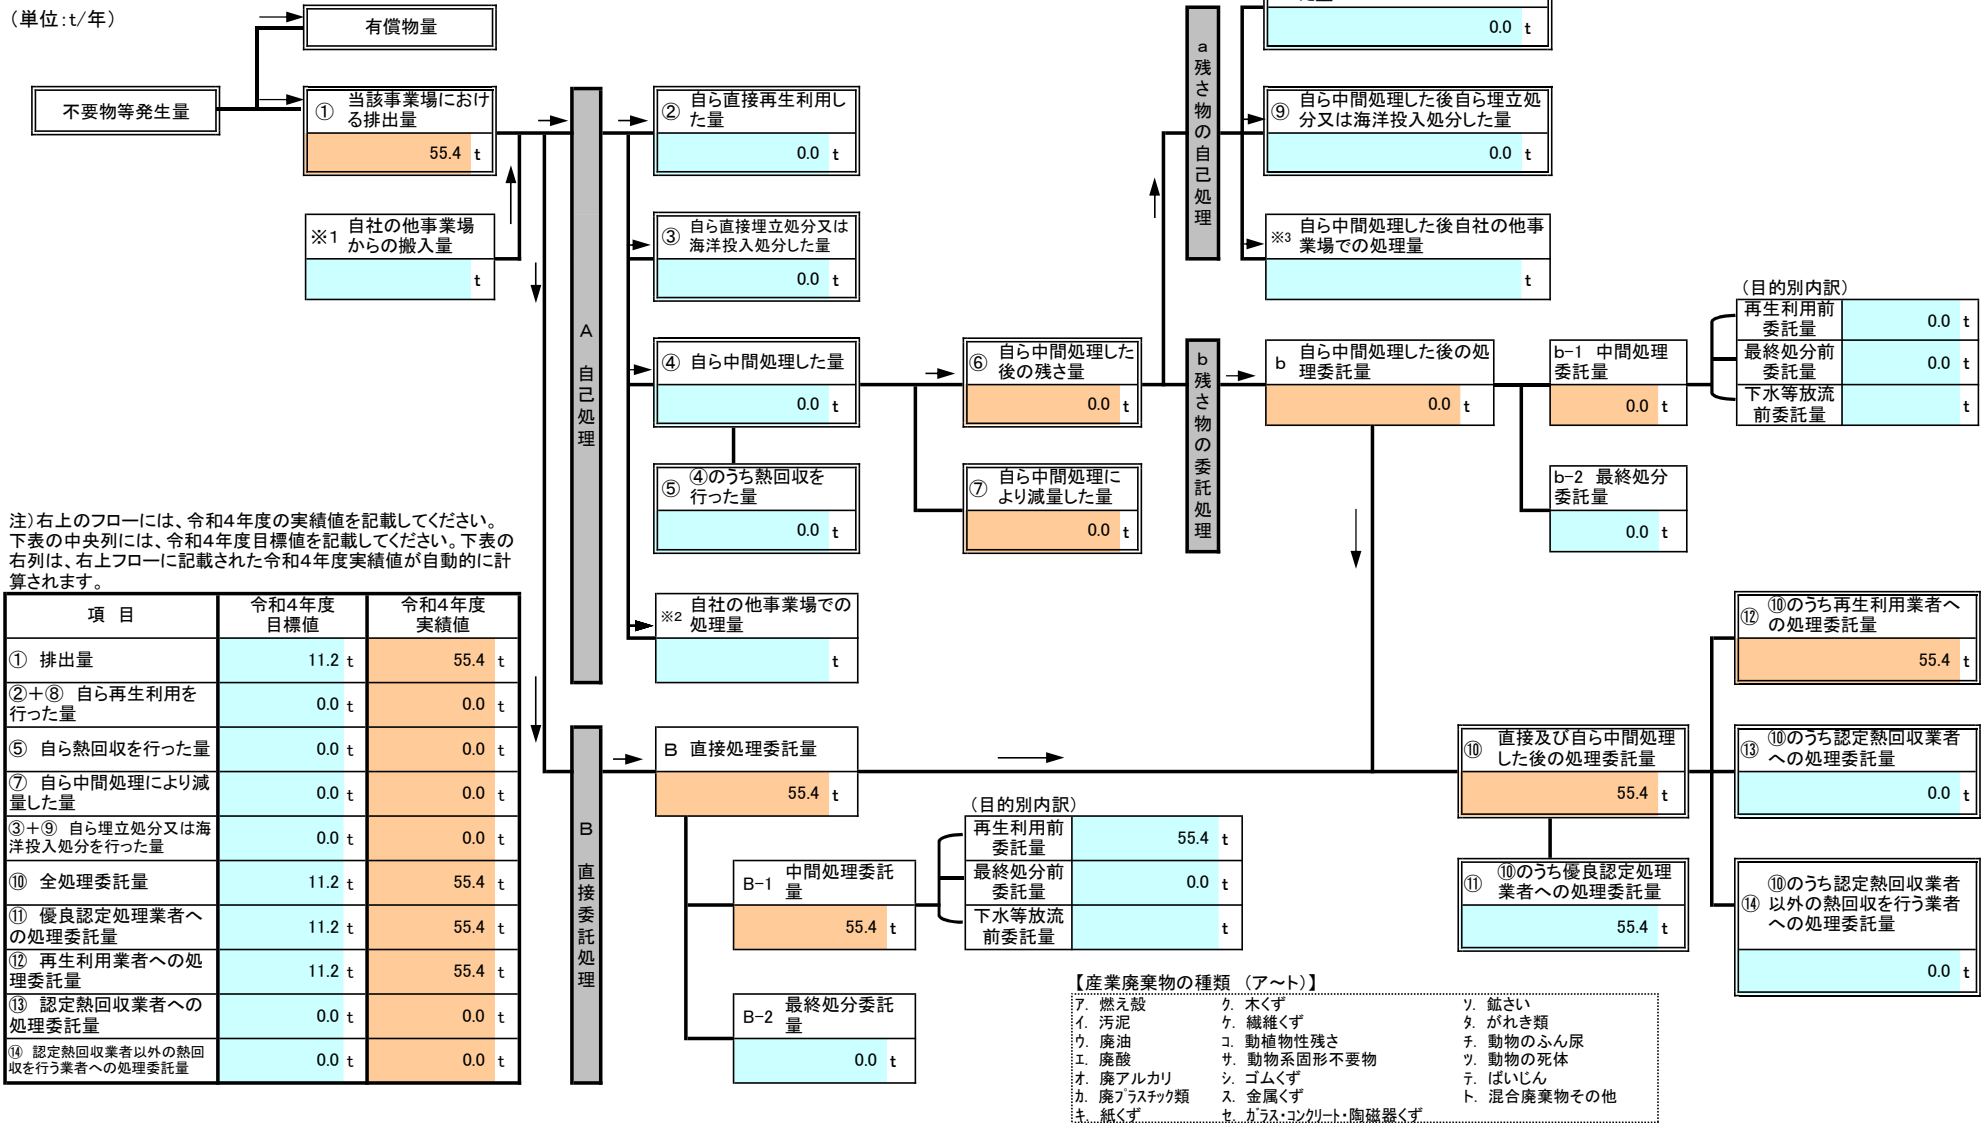 (単位:t/年)
有償物量
不要物等発生量
① 当該事業場におけ
る排出量
55.4 t
※1 自社の他事業場
からの搬入量
t
A 自己処理
② 自ら直接再生利用し
た量
0.0 t
③ 自ら直接埋立処分又は
海洋投入処分した量
0.0 t
④ 自ら中間処理した量
0.0 t
⑤ ④のうち熱回収を
行った量
0.0 t
※2 自社の他事業場での
処理量
t
⑥ 自ら中間処理した
後の残さ量
0.0 t
⑦ 自ら中間処理に
より減量した量
0.0 t
a 残さ物の自己処理
0.0 t
⑨ 自ら中間処理した後自ら埋立処
分又は海洋投入処分した量
0.0 t
※3 自ら中間処理した後自社の他事
業場での処理量
t
b 残さ物の委託処理
b 自ら中間処理した後の処
理委託量
0.0 t
b-1 中間処理
委託量
0.0 t
b-2 最終処分
委託量
0.0 t
(目的別内訳)
再生利用前
委託量
0.0 t
最終処分前
委託量
0.0 t
下水等放流
前委託量
t
注)右上のフローには、令和4年度の実績値を記載してください。
下表の中央列には、令和4年度目標値を記載してください。下表の
右列は、右上フローに記載された令和4年度実績値が自動的に計
算されます。
項 目 令和4年度 目標値 令和4年度 実績値
① 排出量 11.2 t 55.4 t
②+⑧ 自ら再生利用を
行った量 0.0 t 0.0 t
⑤ 自ら熱回収を行った量 0.0 t 0.0 t
⑦ 自ら中間処理により減
量した量 0.0 t 0.0 t
③+⑨ 自ら埋立処分又は海
洋投入処分を行った量 0.0 t 0.0 t
⑩ 全処理委託量 11.2 t 55.4 t
⑪ 優良認定処理業者へ
の処理委託量 11.2 t 55.4 t
⑫ 再生利用業者への処
理委託量 11.2 t 55.4 t
⑬ 認定熱回収業者への
処理委託量 0.0 t 0.0 t
⑭ 認定熱回収業者以外の熱回
収を行う業者への処理委託量 0.0 t 0.0 t
B 直接委託処理
B 直接処理委託量
55.4 t
B-1 中間処理委託
量
55.4 t
B-2 最終処分委託
量
0.0 t
(目的別内訳)
再生利用前
委託量
55.4 t
最終処分前
委託量
0.0 t
下水等放流
前委託量
t
⑩ 直接及び自ら中間処理
した後の処理委託量
55.4 t
⑪ ⑩のうち優良認定処理
業者への処理委託量
55.4 t
⑫ ⑩のうち再生利用業者へ
の処理委託量
55.4 t
⑬ ⑩のうち認定熱回収業者
への処理委託量
0.0 t
⑭ ⑩のうち認定熱回収業者
以外の熱回収を行う業者
への処理委託量
0.0 t
【産業廃棄物の種類 (ア~ト)】
ア. 燃え殻 ク. 木くず ソ. 鉱さい
イ. 汚泥 ケ. 繊維くず タ. がれき類
ウ. 廃油 コ. 動植物性残さ チ. 動物のふん尿
エ. 廃酸 サ. 動物系固形不要物 ツ. 動物の死体
オ. 廃アルカリ シ. ゴムくず テ. ばいじん
カ. 廃プラスチック類 ス. 金属くず ト. 混合廃棄物その他
キ. 紙くず セ. ガラス・コンクリート・陶磁器くず